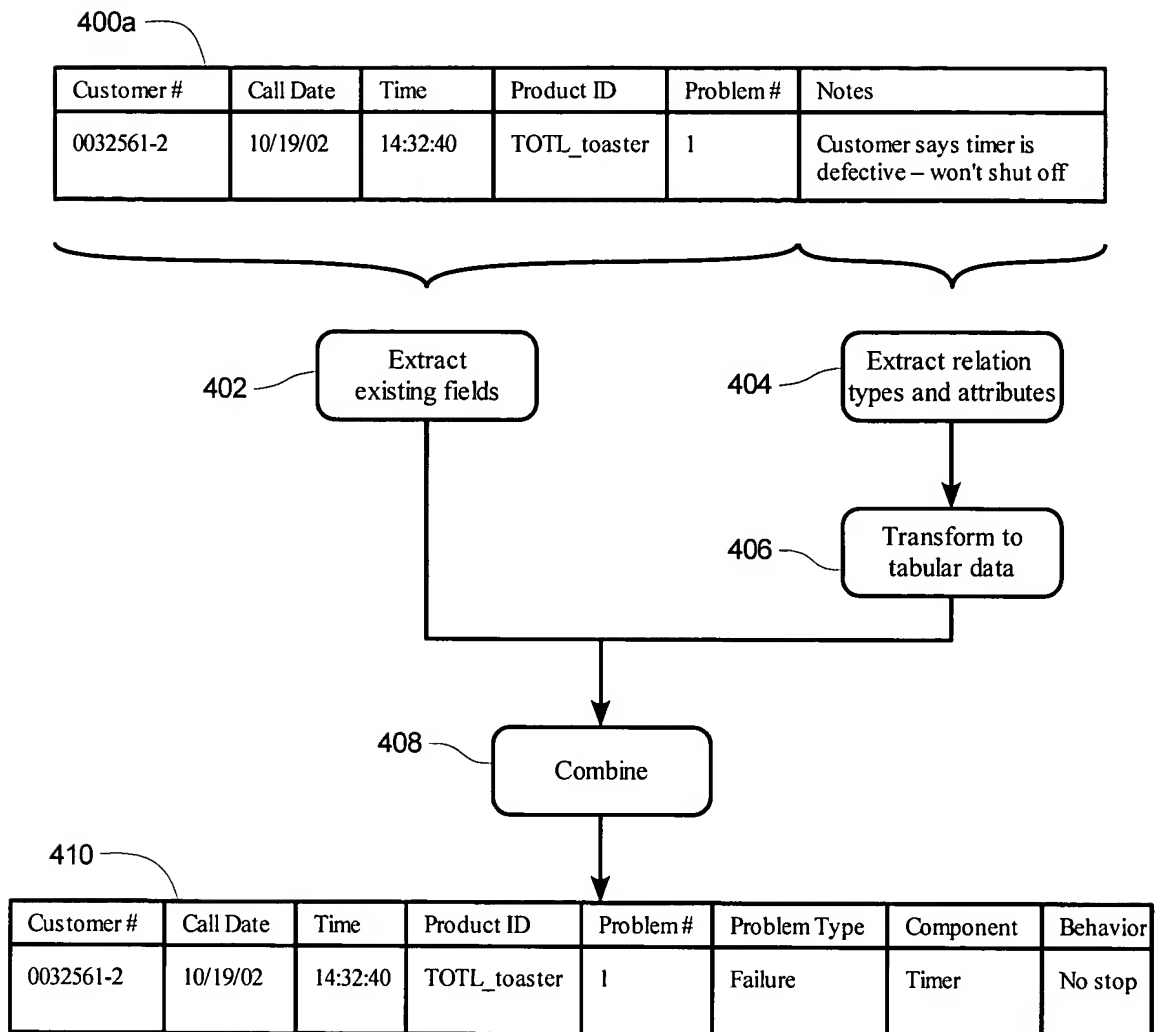 400a
Customer # Call Date Time Product ID Problem # Notes
0032561-2 10/19/02 14:32:40 TOTL_toaster 1 Customer says timer is
defective – won't shut off
402
Extract
existing fields
404
Extract relation
types and attributes
406
Transform to
tabular data
408
Combine
410
Customer # Call Date Time Product ID Problem # Problem Type Component Behavior
0032561-2 10/19/02 14:32:40 TOTL_toaster 1 Failure Timer No stop